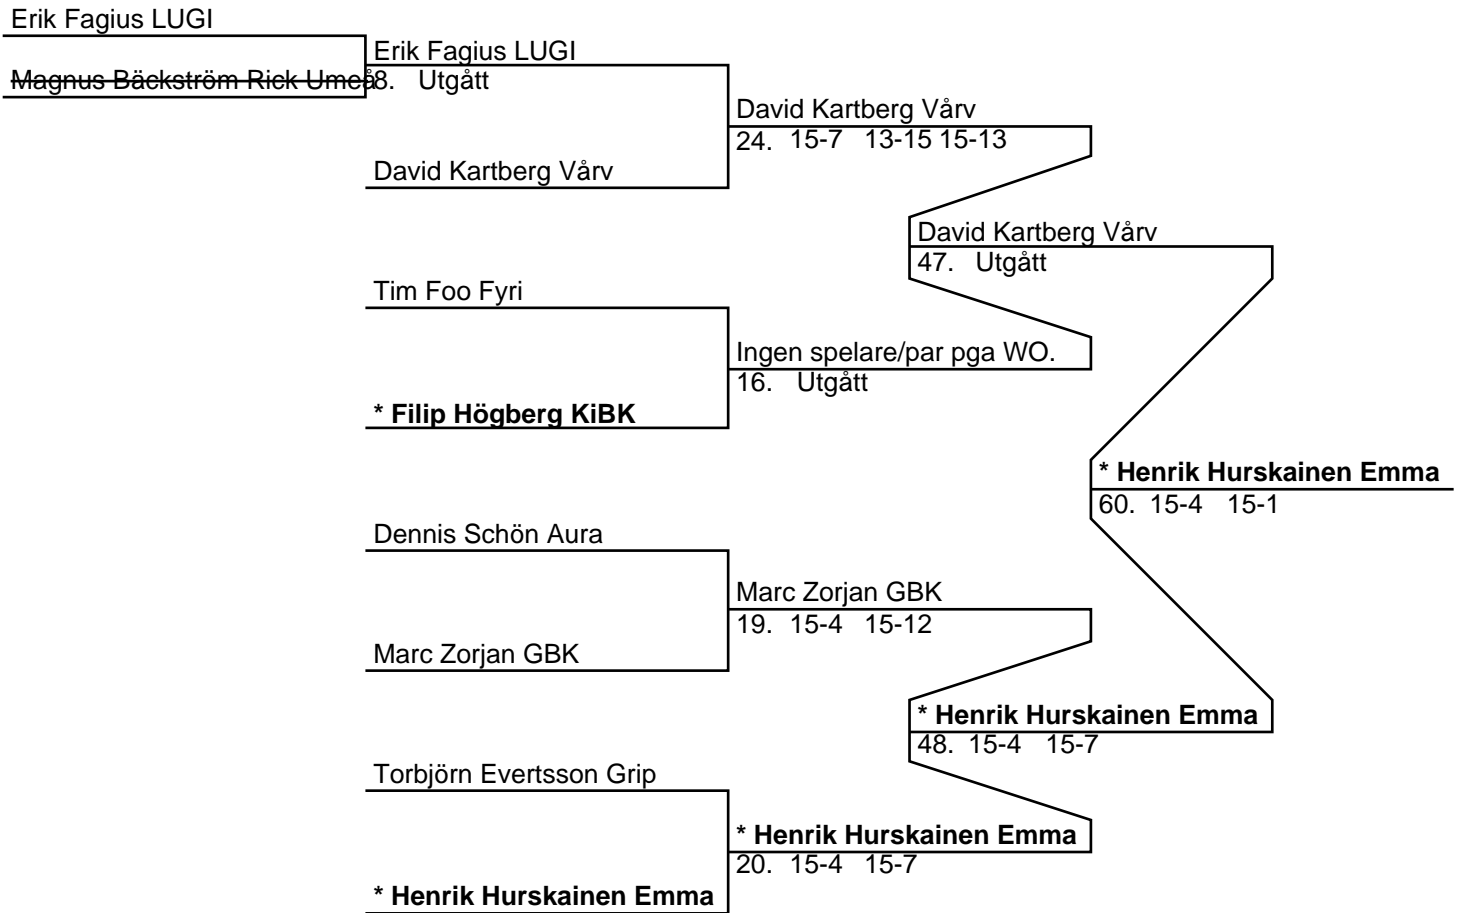 Erik Fagius LUGI
Erik Fagius LUGI
Magnus Bäckström Rick Umeå
8. Utgått
David Kartberg Vårv
24. 15-7 13-15 15-13
David Kartberg Vårv
David Kartberg Vårv
47. Utgått
Tim Foo Fyri
Ingen spelare/par pga WO.
16. Utgått
* Filip Högberg KiBK
* Henrik Hurskainen Emma
60. 15-4 15-1
Dennis Schön Aura
Marc Zorjan GBK
19. 15-4 15-12
Marc Zorjan GBK
* Henrik Hurskainen Emma
48. 15-4 15-7
Torbjörn Evertsson Grip
* Henrik Hurskainen Emma
20. 15-4 15-7
* Henrik Hurskainen Emma